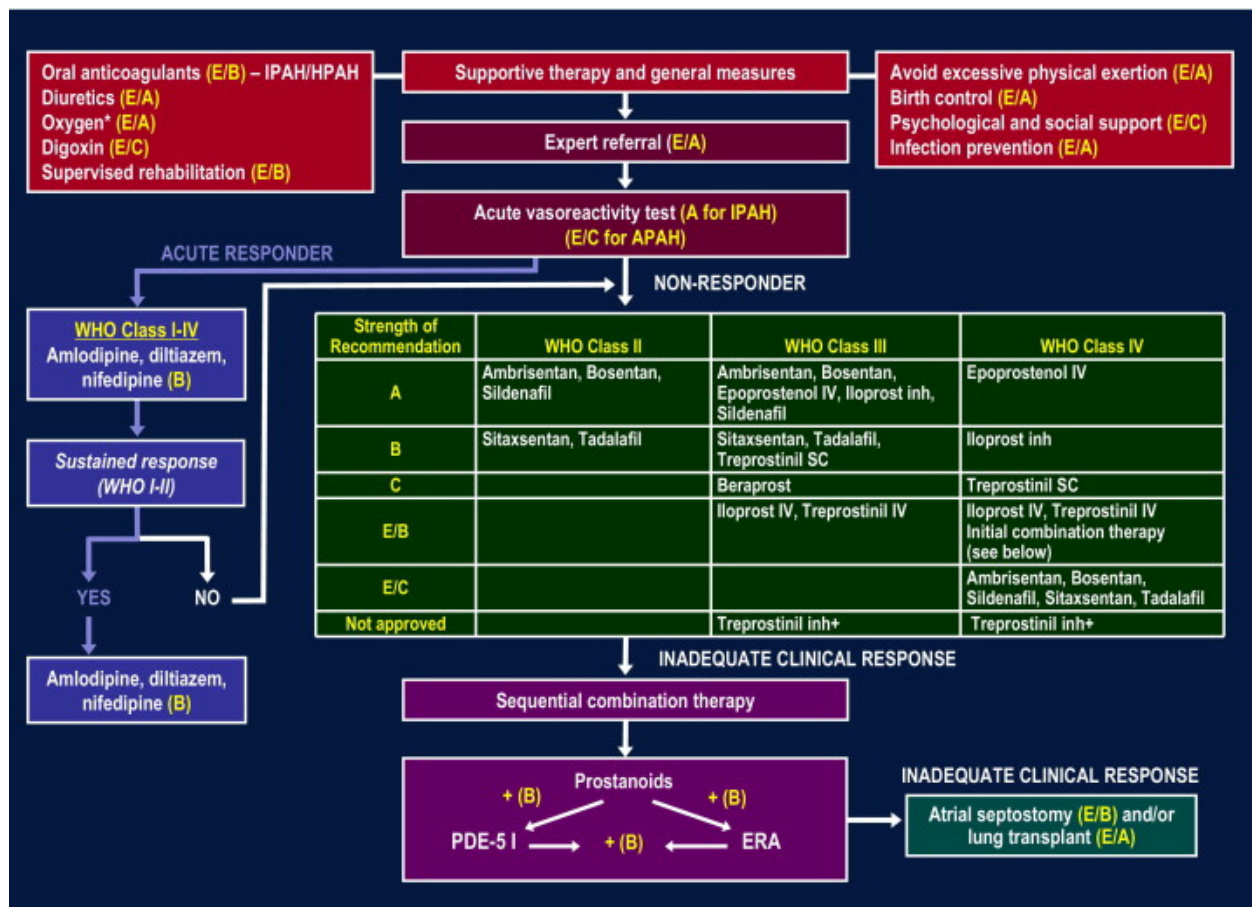 Oral anticoagulants (E/B) – IPAH/HPAH
Diuretics (E/A)
Oxygen* (E/A)
Digoxin (E/C)
Supervised rehabilitation (E/B)
Supportive therapy and general measures
Avoid excessive physical exertion (E/A)
Birth control (E/A)
Psychological and social support (E/C)
Infection prevention (E/A)
Expert referral (E/A)
Acute vasoreactivity test (A for IPAH)
(E/C for APAH)
ACUTE RESPONDER
NON-RESPONDER
WHO Class I-IV
Amlodipine, diltiazem,
nifedipine (B)
Sustained response
(WHO I-II)
YES
NO
Amlodipine, diltiazem,
nifedipine (B)
Strength of
Recommendation
WHO Class II
WHO Class III
WHO Class IV
A
Ambrisentan, Bosentan,
Sildenafil
Ambrisentan, Bosentan,
Epoprostenol IV, Iloprost inh,
Sildenafil
Epoprostenol IV
B
Sitaxsentan, Tadalafil
Sitaxsentan, Tadalafil,
Treprostinil SC
Iloprost inh
C
Beraprost
Treprostinil SC
E/B
Iloprost IV, Treprostinil IV
Iloprost IV, Treprostinil IV
Initial combination therapy
(see below)
E/C
Ambrisentan, Bosentan,
Sildenafil, Sitaxsentan, Tadalafil
Not approved
Treprostinil inh+
Treprostinil inh+
INADEQUATE CLINICAL RESPONSE
Sequential combination therapy
Prostanoids
+ (B)
+ (B)
PDE-5 I
+ (B)
ERA
INADEQUATE CLINICAL RESPONSE
Atrial septostomy (E/B) and/or
lung transplant (E/A)